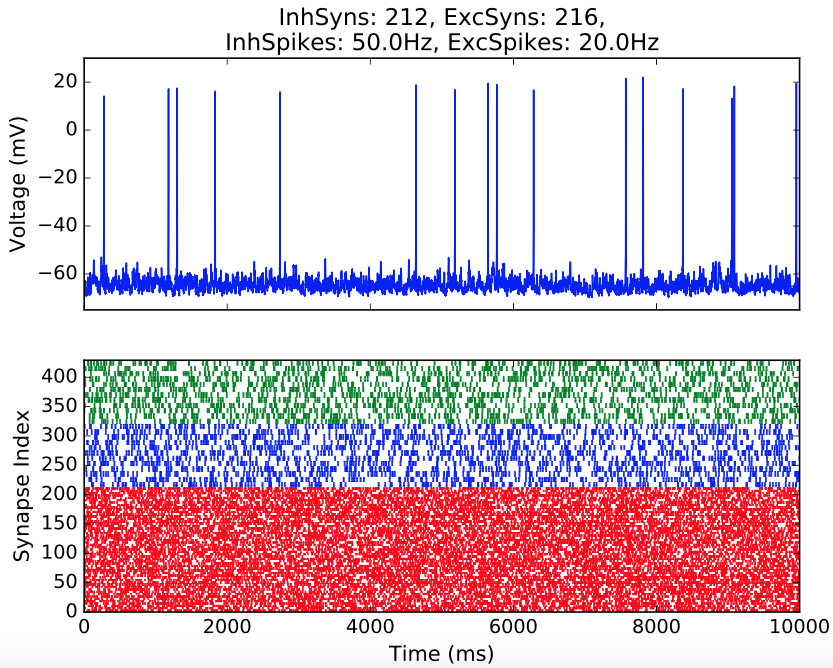 InhSyns: 212, ExcSyns: 216,
InhSpikes: 50.0Hz, ExcSpikes: 20.0Hz
Voltage (mV)
20
0
−20
−40
−60
Synapse Index
400
350
300
250
200
150
100
50
0
0 2000 4000 6000 8000 10000
Time (ms)